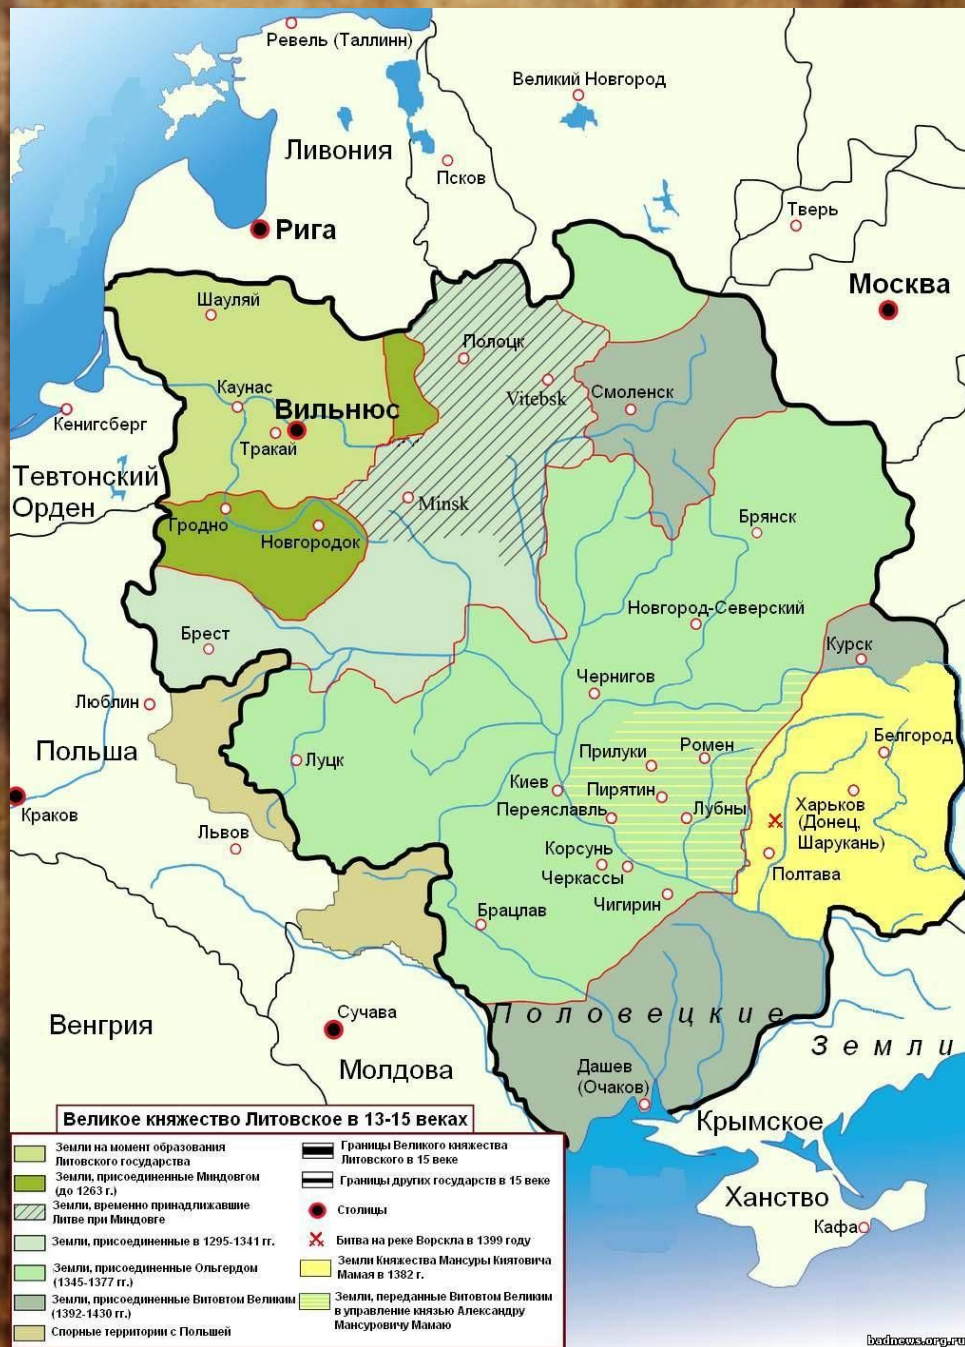 Ревель (Таллинн)
Великий Новгород
Ливония
Псков
Рига
Тверь
Москва
Шауляй
Полоцк
Каунас
Vitebsk
Смоленск
Вильнюс
Кенигсберг
Тракай
Тевтонский
Орден
Minsk
Гродно
Новгородок
Брянск
Новгород-Северский
Брест
Курск
Чернигов
Люблин
Польша
Прилуки
Ромен
Белгород
Луцк
Киев
Пирятин
Переяславль
Лубны
Харьков
(Донец,
Шарукань)
Краков
Львов
Корсунь
Черкассы
Полтава
Чигирин
Брацлав
Сучава
Половецкие
Земли
Венгрия
Молдова
Дашев
(Очаков)
Крымское
Ханство
Кафа
Великое княжество Литовское в 13-15 веках
Земли на момент образования
Литовского государства
Земли, присоединенные Миндовгом
(до 1263 г.)
Земли, временно принадлижавшие
Литве при Миндовге
Земли, присоединенные в 1295-1341 гг.
Земли, присоединенные Ольгердом
(1345-1377 гг.)
Земли, присоединенные Витовтом Великим
(1392-1430 гг.)
Спорные территории с Польшей
Границы Великого княжества
Литовского в 15 веке
Границы других государств в 15 веке
Столицы
Битва на реке Ворскла в 1399 году
Земли Княжества Мансуры Киятовича
Мамая в 1382 г.
Земли, переданные Витовтом Великим
в управление князью Александру
Мансуровичу Мамаю
badnews.org.ru